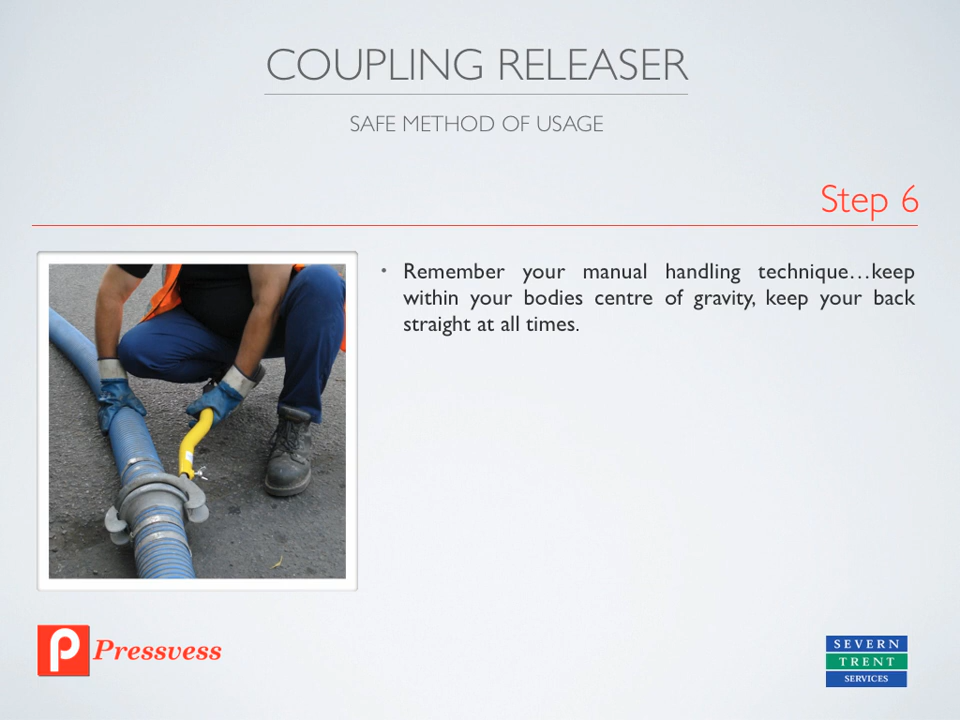 COUPLING RELEASER
SAFE METHOD OF USAGE
Step 6
• Remember your manual handling technique…keep
within your bodies centre of gravity, keep your back
straight at all times.
Pressvess
SEVERN
TRENT
SERVICES